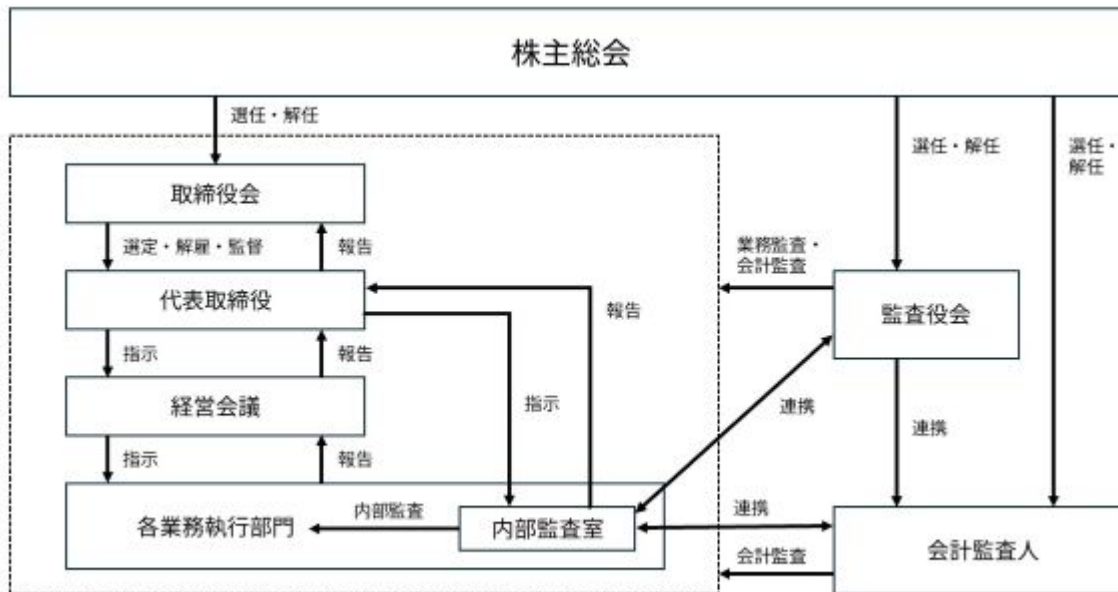 株主総会
選任・解任
選任・解任
選任・
解任
取締役会
選定・解雇・監督
報告
業務監査・
会計監査
代表取締役
報告
監査役会
指示
報告
経営会議
指示
連携
連携
指示
報告
各業務執行部門
内部監査
内部監査室
連携
会計監査
会計監査人